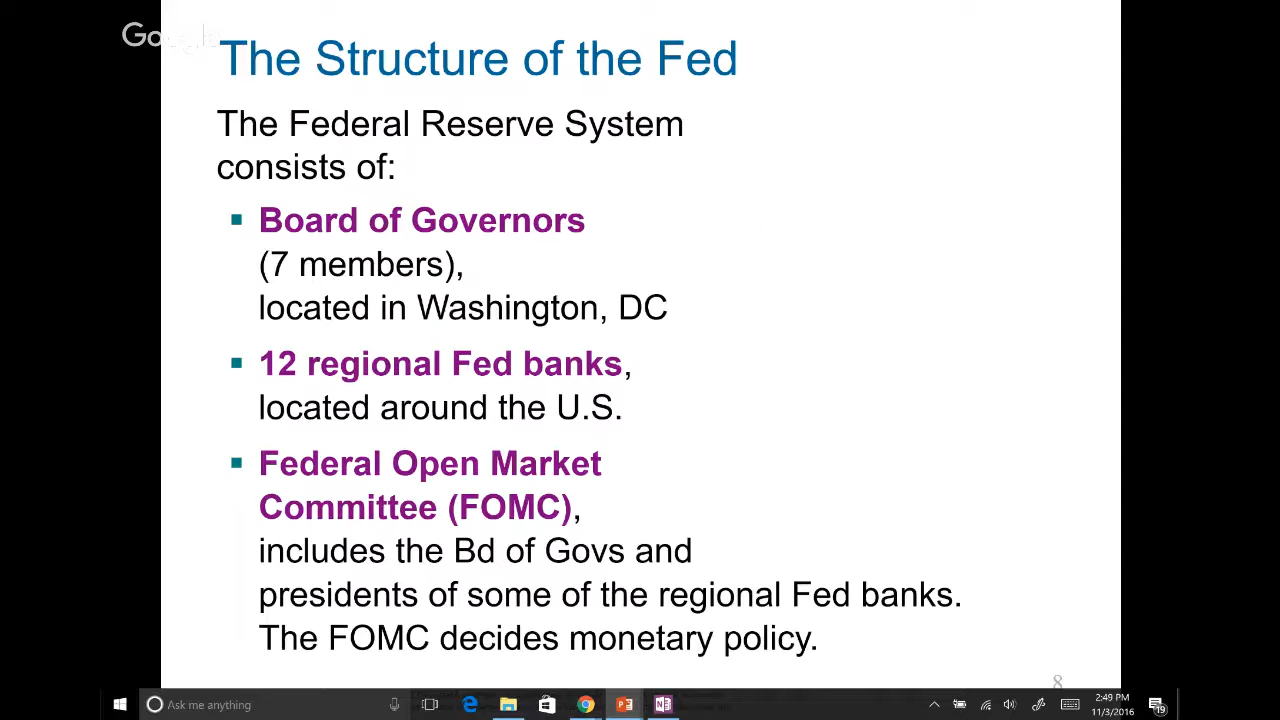 Google
The Structure of the Fed
The Federal Reserve System
consists of:
Board of Governors
(7 members),
located in Washington, DC
12 regional Fed banks,
located around the U.S.
Federal Open Market
Committee (FOMC),
includes the Bd of Govs and
presidents of some of the regional Fed banks.
The FOMC decides monetary policy.
8
Ask me anything
2:49 PM
11/3/2016
19